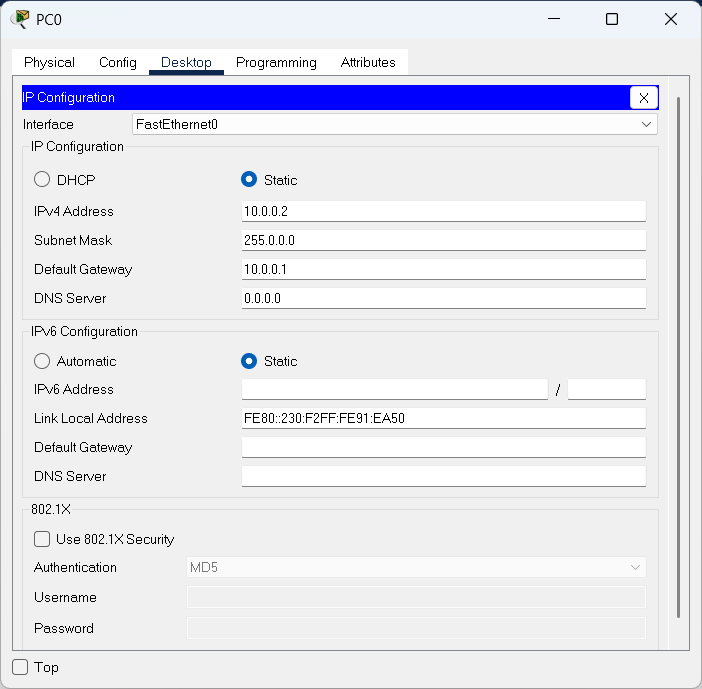 PC0
Physical Config Desktop Programming Attributes
IP Configuration X
Interface FastEthernet0
IP Configuration
DHCP Static
IPv4 Address 10.0.0.2
Subnet Mask 255.0.0.0
Default Gateway 10.0.0.1
DNS Server 0.0.0.0
IPv6 Configuration
Automatic Static
IPv6 Address /
Link Local Address FE80::230:F2FF:FE91:EA50
Default Gateway
DNS Server
802.1X
Use 802.1X Security
Authentication MD5
Username
Password
Top